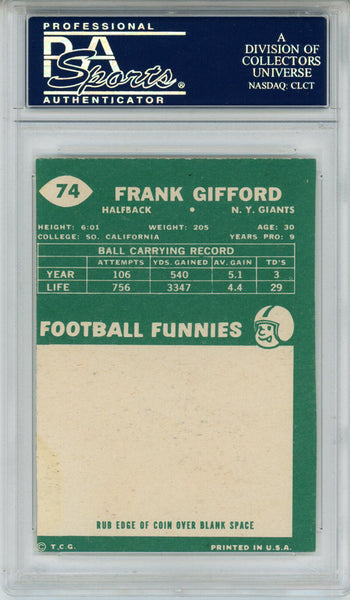 PROFESSIONAL
PSA
Sports®
AUTHENTICATOR
A
DIVISION OF
COLLECTORS
UNIVERSE
NASDAQ: CLCT
74
FRANK GIFFORD
HALFBACK • N. Y. GIANTS
HEIGHT: 6:01 WEIGHT: 205 AGE: 30
COLLEGE: SO. CALIFORNIA YEARS PRO: 9
BALL CARRYING RECORD
ATTEMPTS YDS. GAINED AV. GAIN TD'S
YEAR 106 540 5.1 3
LIFE 756 3347 4.4 29
FOOTBALL FUNNIES
RUB EDGE OF COIN OVER BLANK SPACE
© T.C.G. PRINTED IN U.S.A.